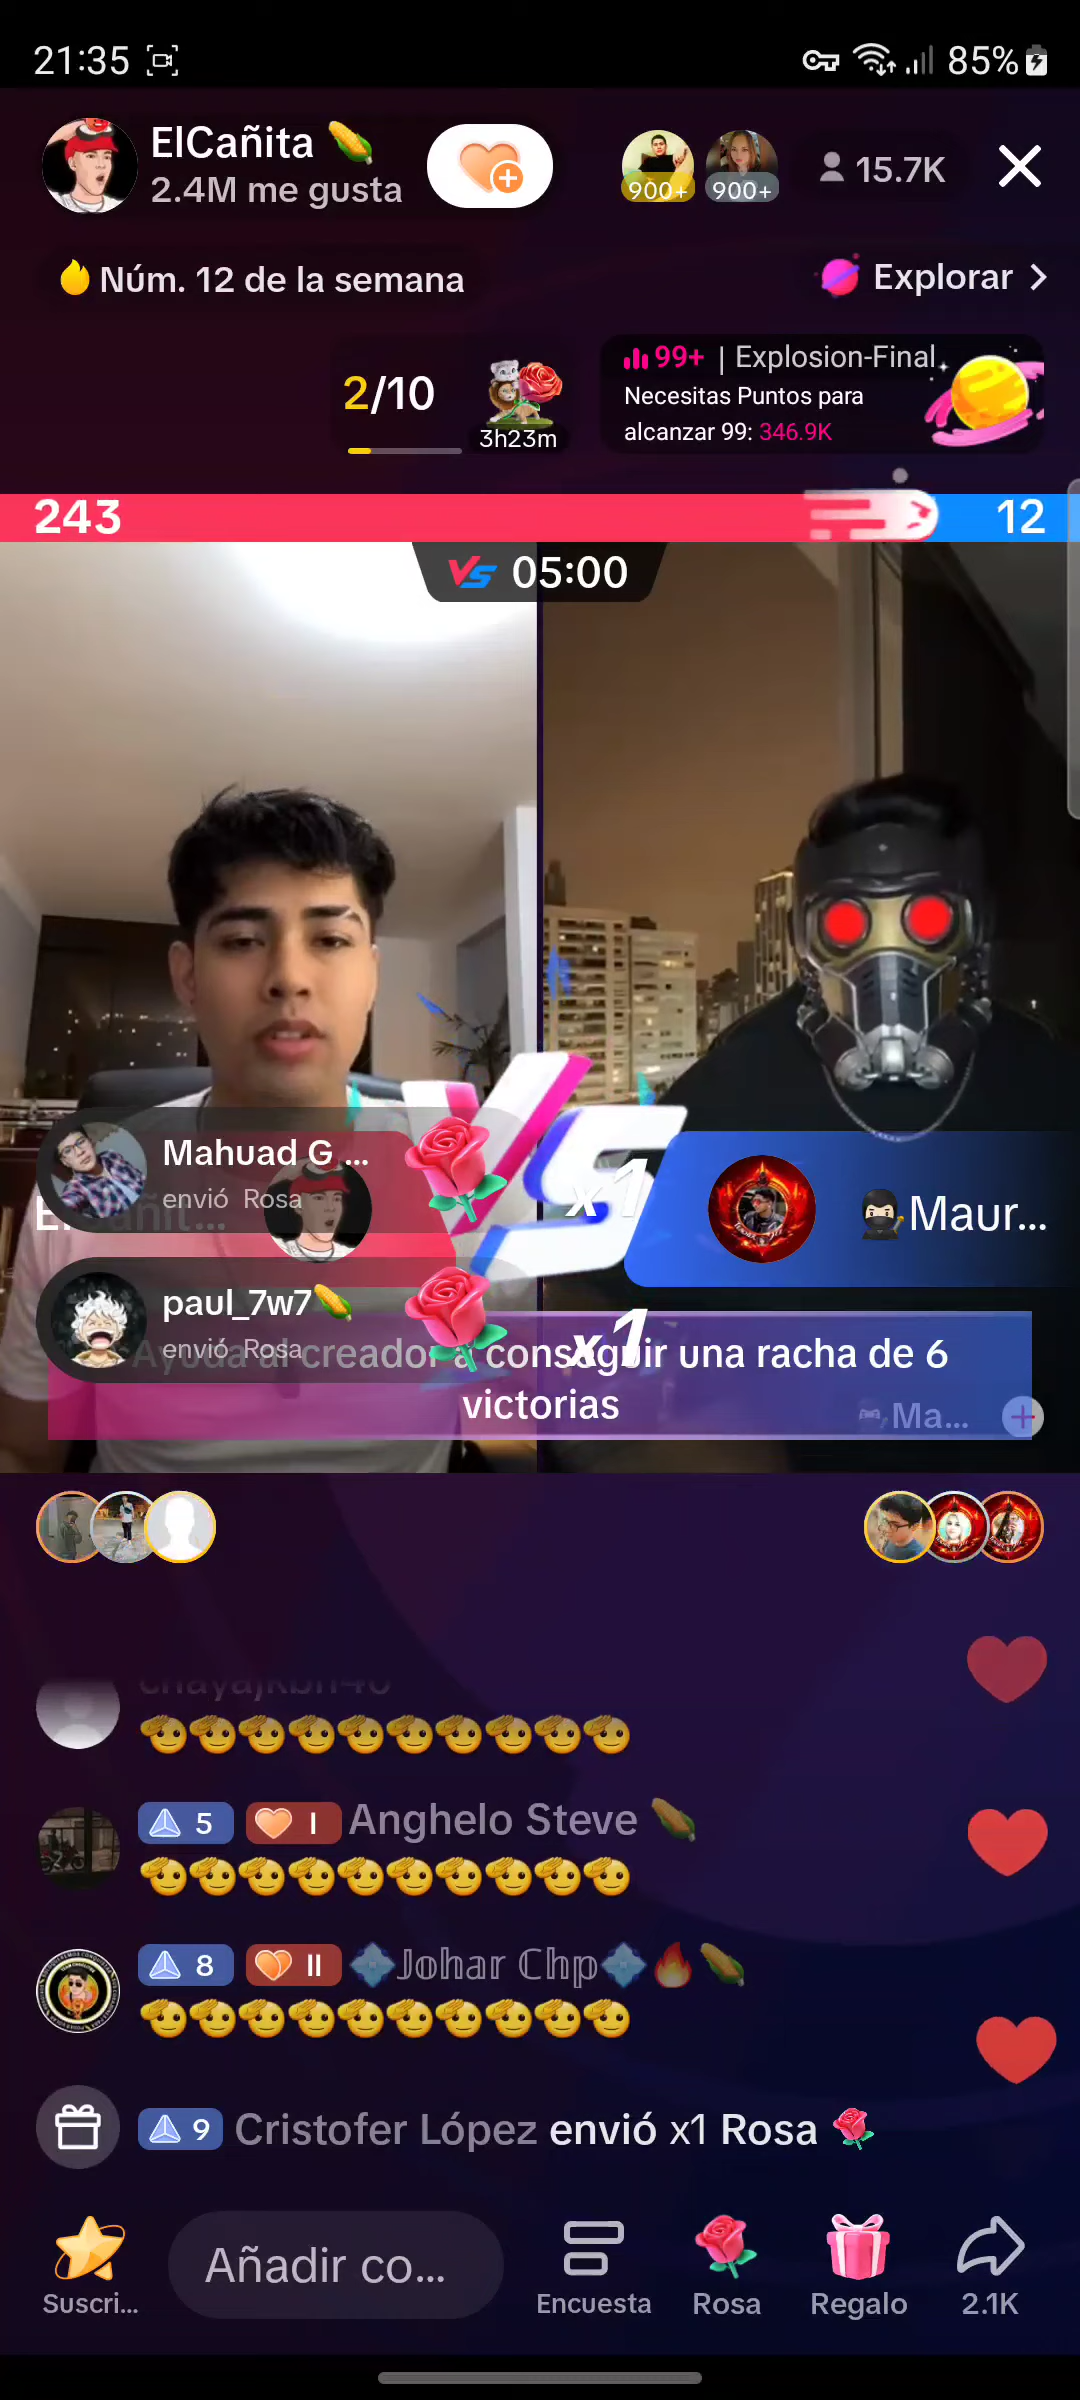 21:35
85%
ElCañita 🌽
2.4M me gusta
900+
900+
15.7K
Núm. 12 de la semana
Explorar
2/10
3h23m
99+ | Explosion-Final
Necesitas Puntos para
alcanzar 99: 346.9K
243
12
VS 05:00
Mahuad G ...
envió Rosa
x1
VS
Maur...
paul_7w7🌽
envió Rosa
x1
Ayuda al creador a conseguir una racha de 6
victorias
Ma...
5 I Anghelo Steve 🌽
8 II 💠Johar Chp💠🔥🌽
9 Cristofer López envió x1 Rosa
Suscri...
Añadir co...
Encuesta
Rosa
Regalo
2.1K